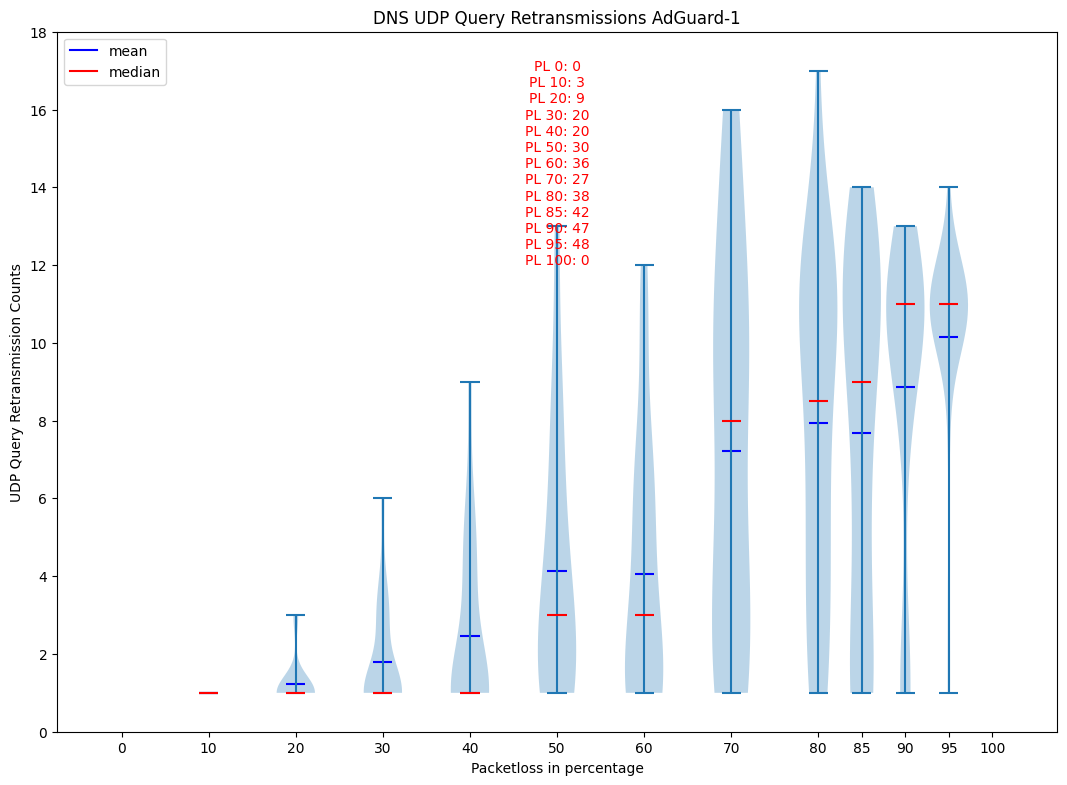 DNS UDP Query Retransmissions AdGuard-1
mean
median
PL 0: 0
PL 10: 3
PL 20: 9
PL 30: 20
PL 40: 20
PL 50: 30
PL 60: 36
PL 70: 27
PL 80: 38
PL 85: 42
PL 90: 47
PL 95: 48
PL 100: 0
UDP Query Retransmission Counts
18
16
14
12
10
8
6
4
2
0
0 10 20 30 40 50 60 70 80 85 90 95 100
Packetloss in percentage